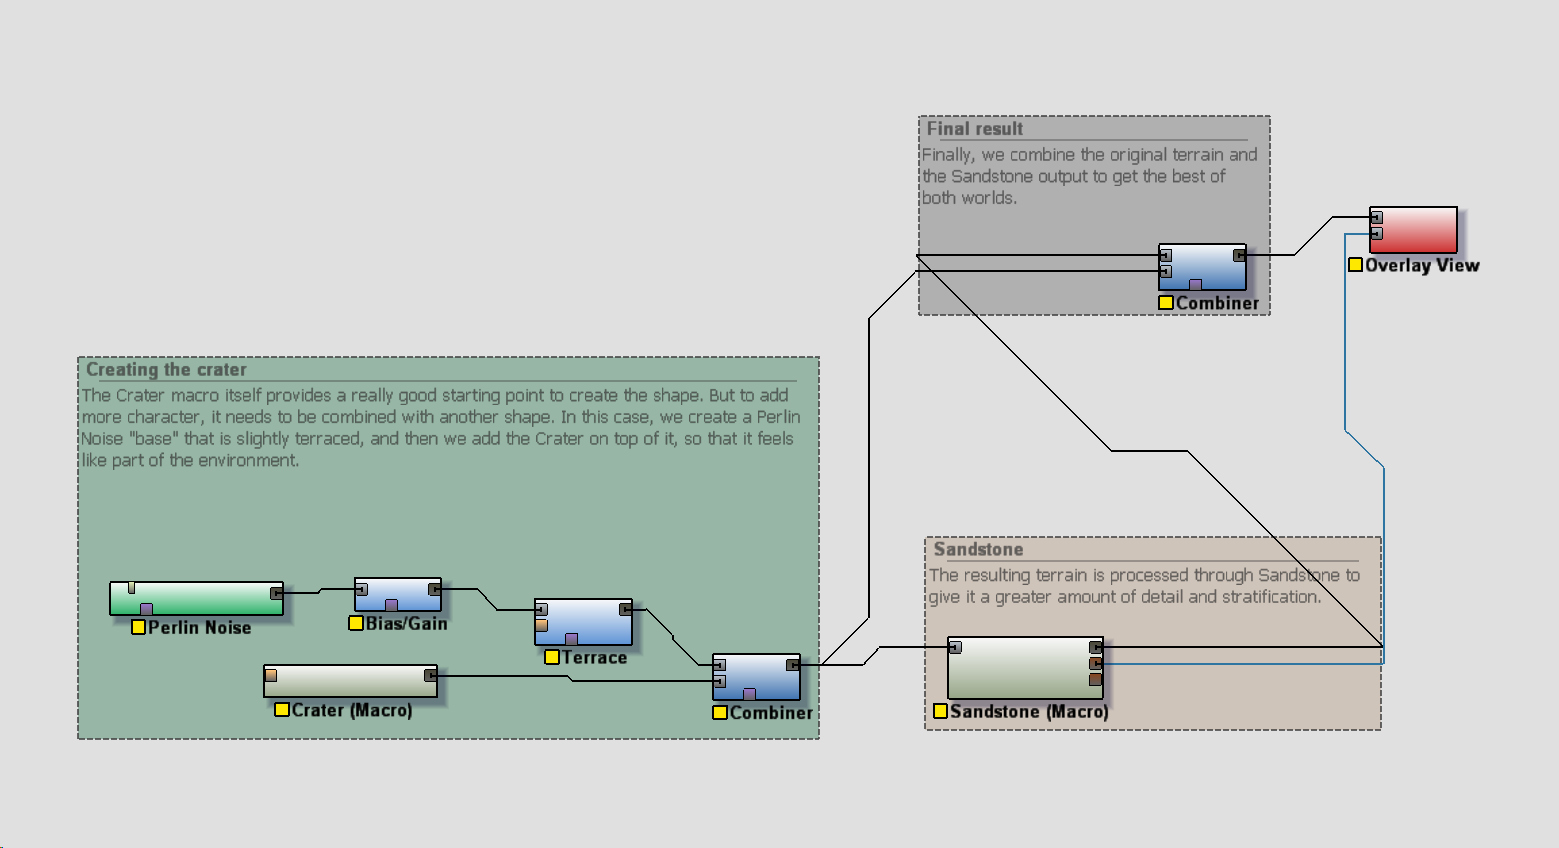 Final result
Finally, we combine the original terrain and
the Sandstone output to get the best of
both worlds.
Overlay View
Combiner
Creating the crater
The Crater macro itself provides a really good starting point to create the shape. But to add
more character, it needs to be combined with another shape. In this case, we create a Perlin
Noise "base" that is slightly terraced, and then we add the Crater on top of it, so that it feels
like part of the environment.
Perlin Noise
Bias/Gain
Terrace
Crater (Macro)
Combiner
Sandstone
The resulting terrain is processed through Sandstone to
give it a greater amount of detail and stratification.
Sandstone (Macro)